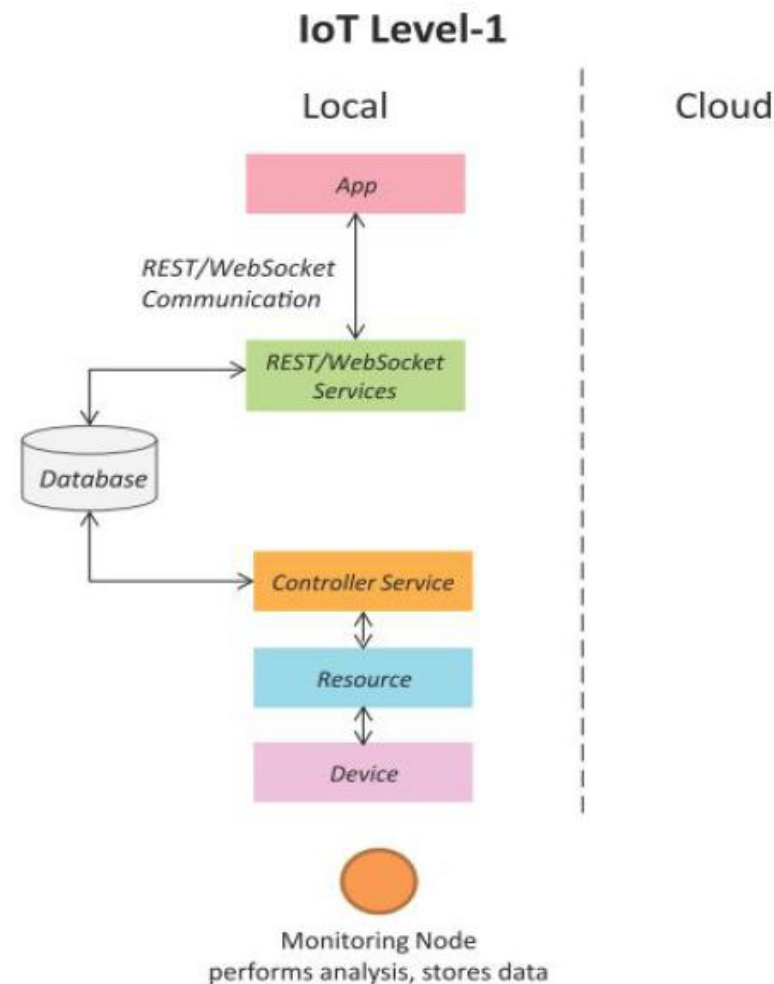 IoT Level-1
Local
Cloud
App
REST/WebSocket
Communication
REST/WebSocket
Services
Database
Controller Service
Resource
Device
Monitoring Node
performs analysis, stores data